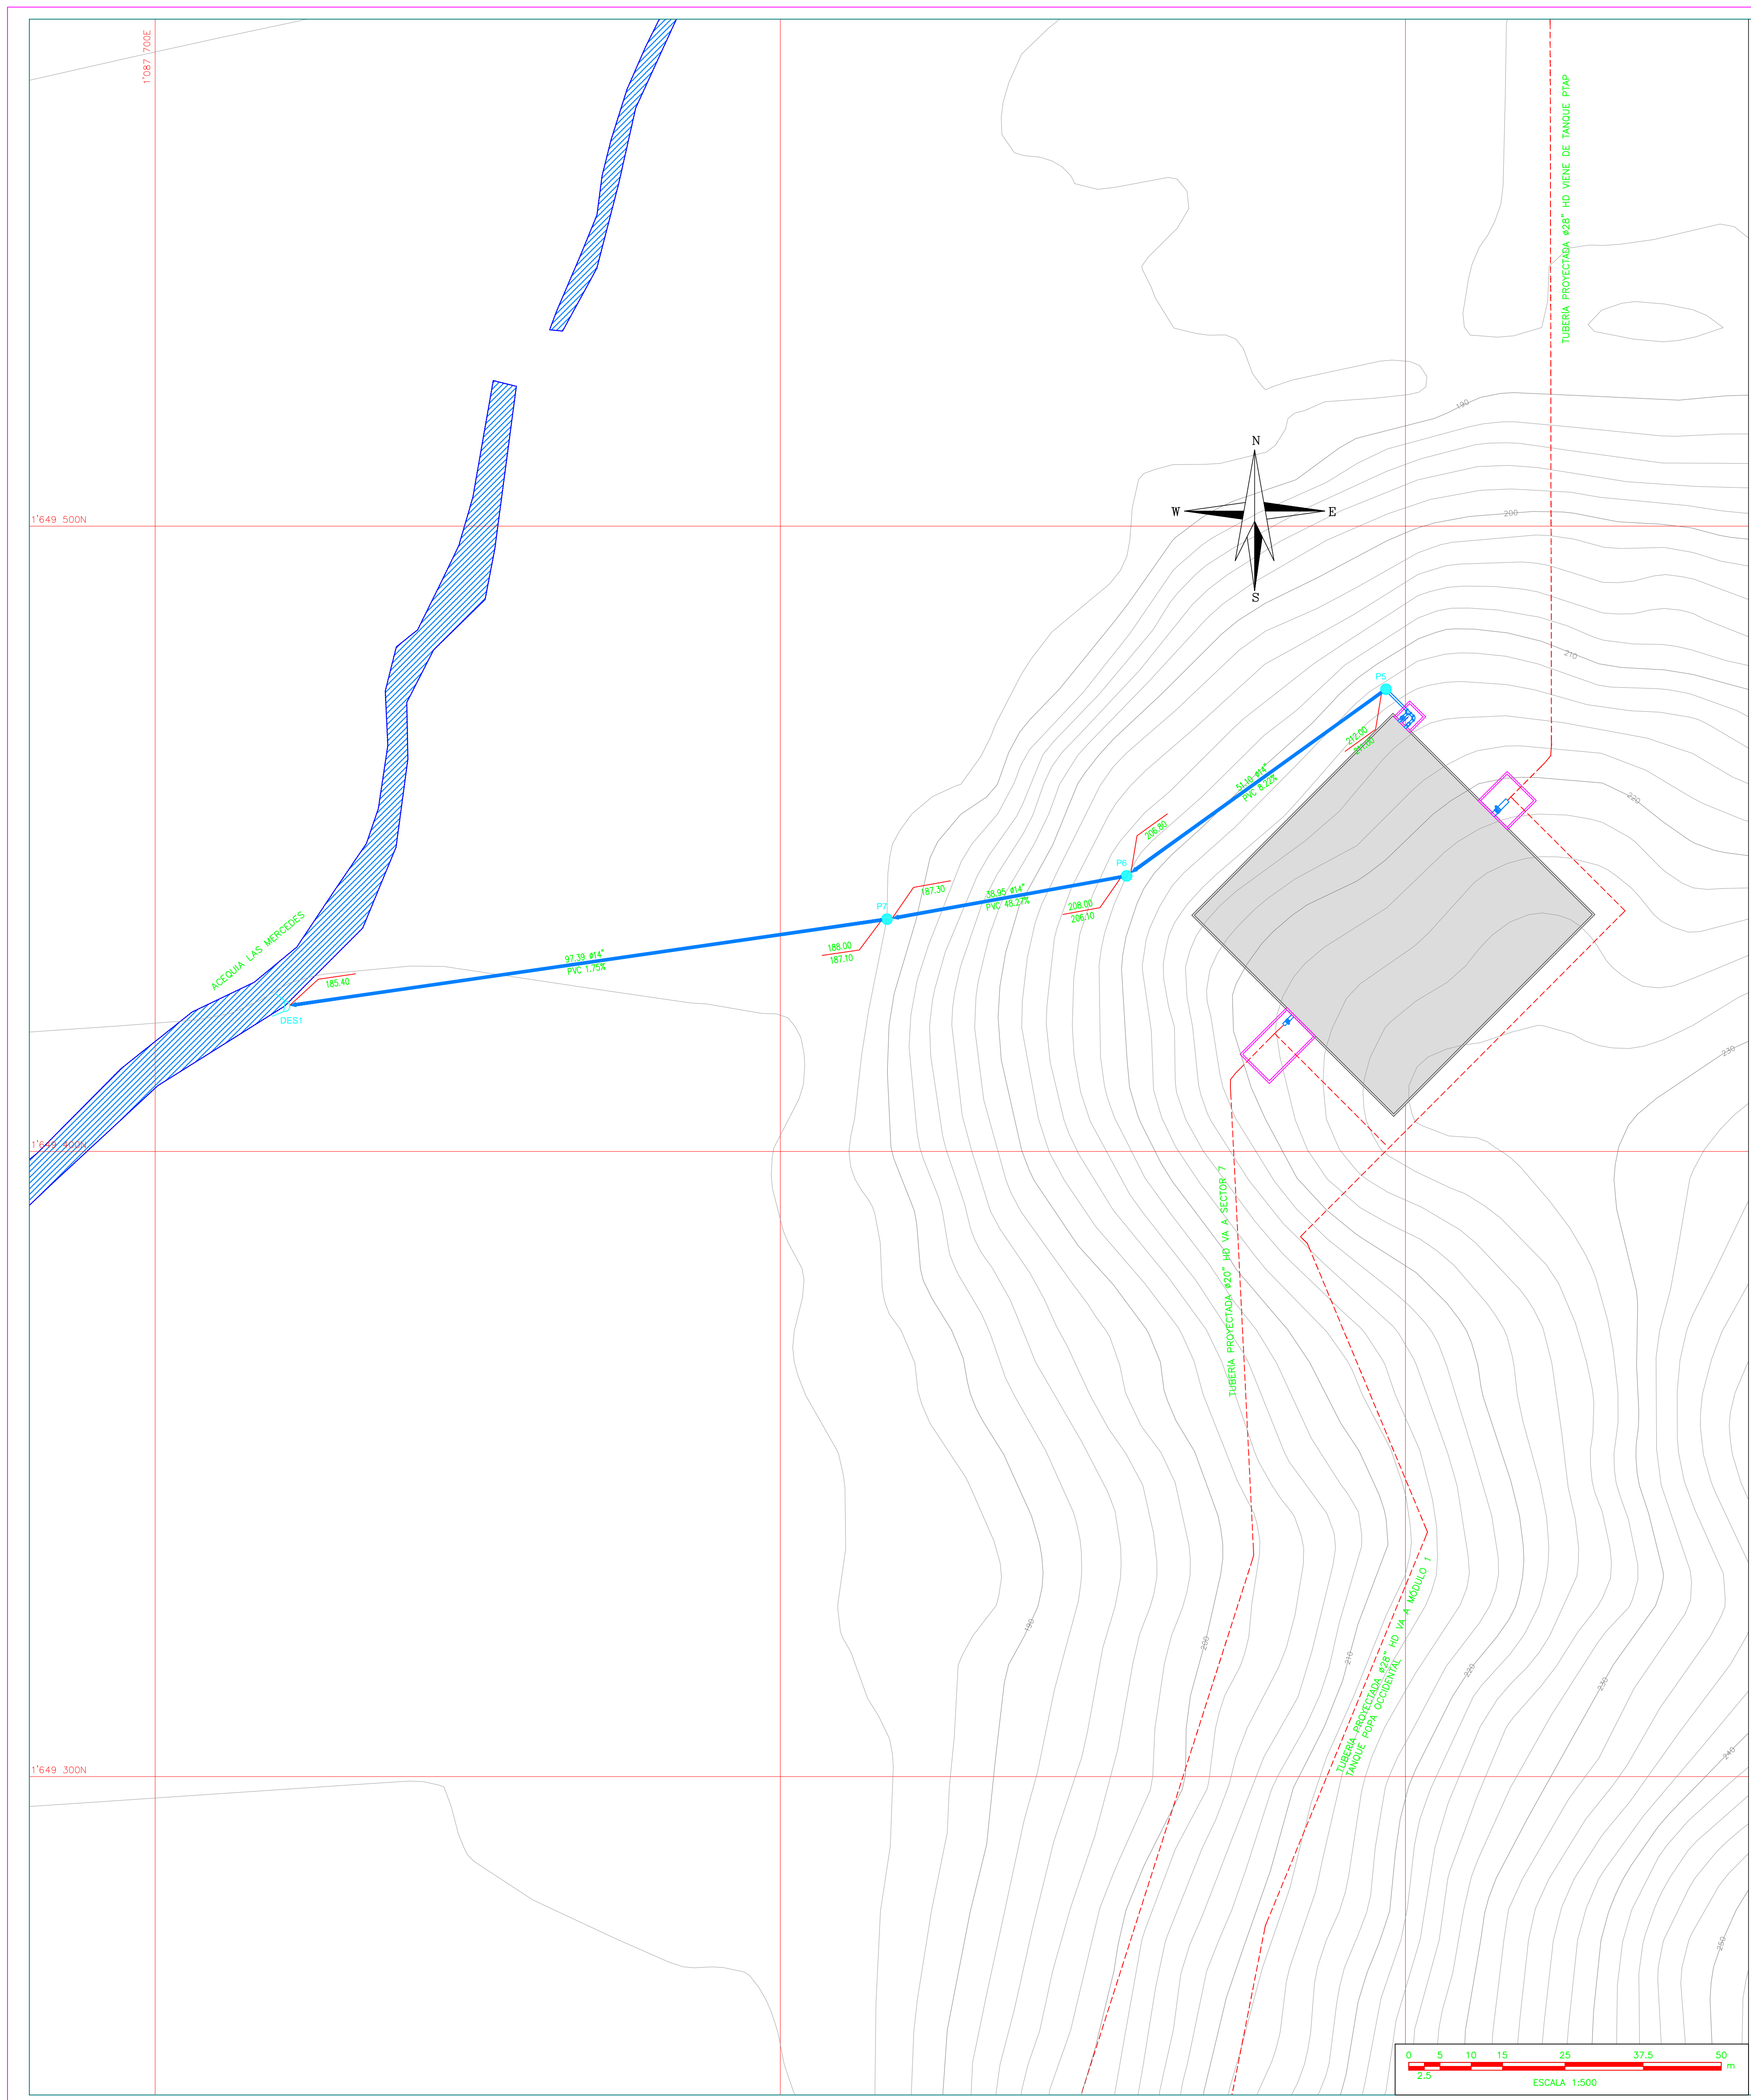 1'087 700E
TUBERÍA PROYECTADA ø28" HD VIENE DE TANQUE PTAP
190
N
W
E
S
1'649 500N
200
210
P5
212.00
51.10 ø14"
PVC 8.22%
220
206.80
P6
187.30
38.95 ø14"
PVC 48.27%
208.00
206.10
P7
188.00
187.10
97.39 ø14"
PVC 1.75%
ACEQUIA LAS MERCEDES
185.40
DES1
230
1'649 400N
TUBERÍA PROYECTADA ø20" HD VA A SECTOR 7
TUBERÍA PROYECTADA ø28" HD VA A MÓDULO 1
TANQUE POPA OCCIDENTAL
190
200
210
220
230
240
250
1'649 300N
0 5 10 15 25 37.5 50 m
2.5
ESCALA 1:500